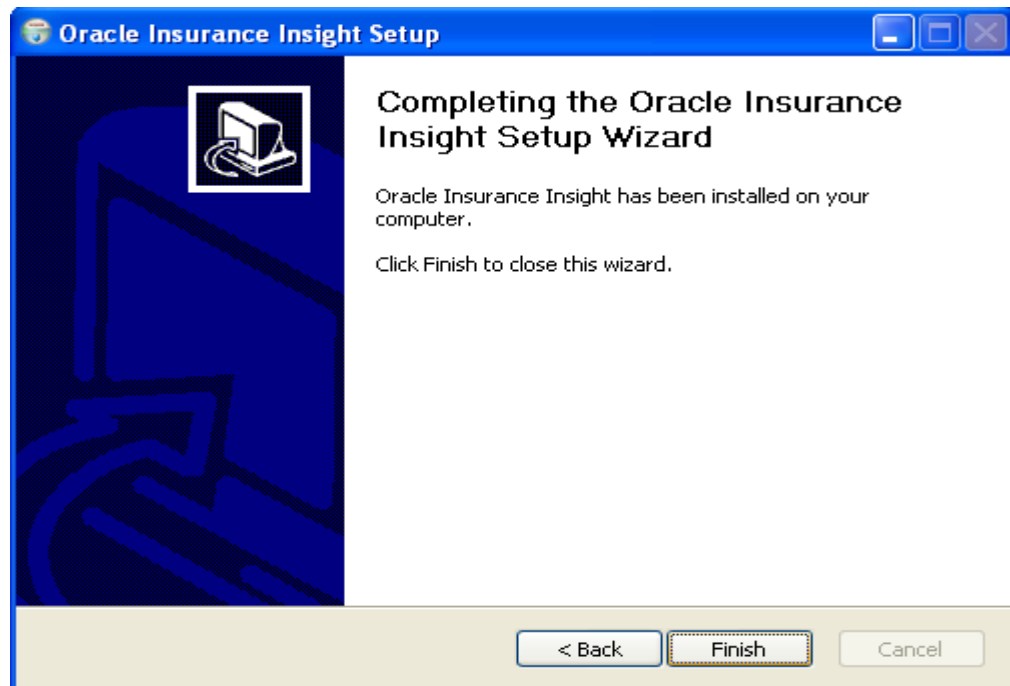 Oracle Insurance Insight Setup
Completing the Oracle Insurance
Insight Setup Wizard
Oracle Insurance Insight has been installed on your
computer.
Click Finish to close this wizard.
< Back
Finish
Cancel